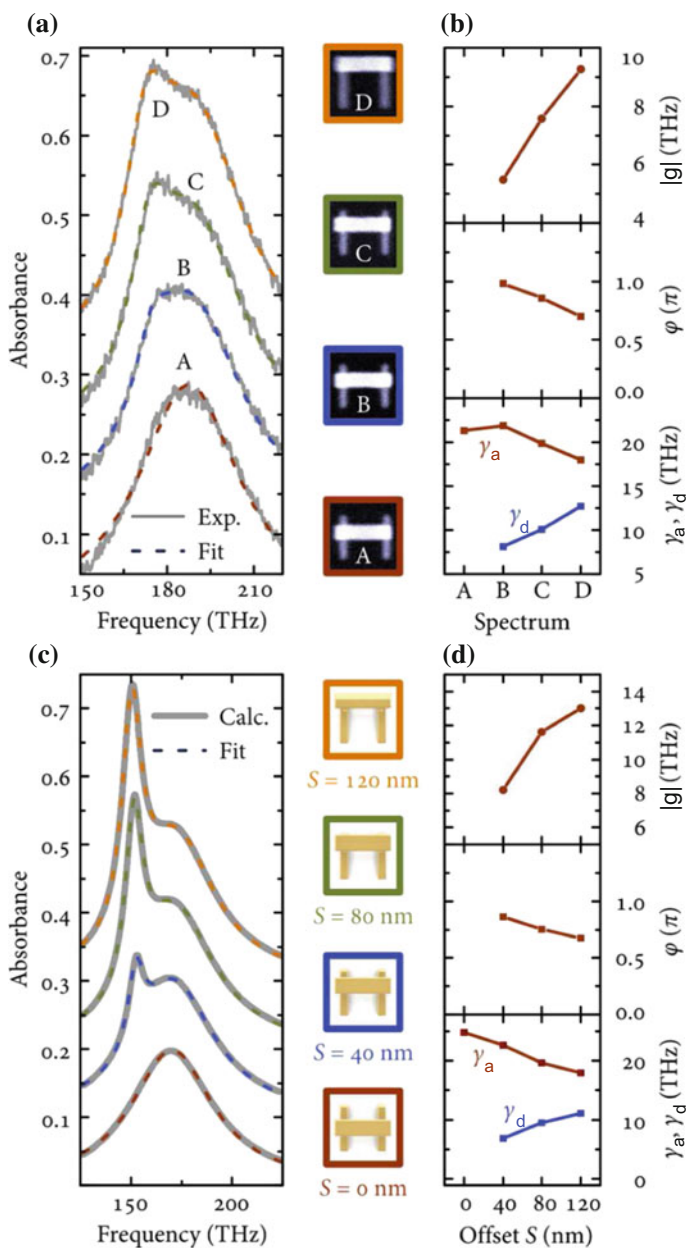 (a)
0.7
0.6
0.5
0.4
0.3
0.2
0.1
Absorbance
D
C
B
A
Exp.
Fit
150 180 210
Frequency (THz)
D
C
B
A
(b)
10
8
6
4
|g| (THz)
1.0
0.5
0.0
φ (π)
20
15
10
5
γa, γd (THz)
γa
γd
A B C D
Spectrum
(c)
0.7
0.6
0.5
0.4
0.3
0.2
0.1
Absorbance
Calc.
Fit
150 200
Frequency (THz)
S = 120 nm
S = 80 nm
S = 40 nm
S = 0 nm
(d)
14
12
10
8
6
|g| (THz)
1.0
0.5
0.0
φ (π)
20
10
0
γa, γd (THz)
γa
γd
0 40 80 120
Offset S (nm)